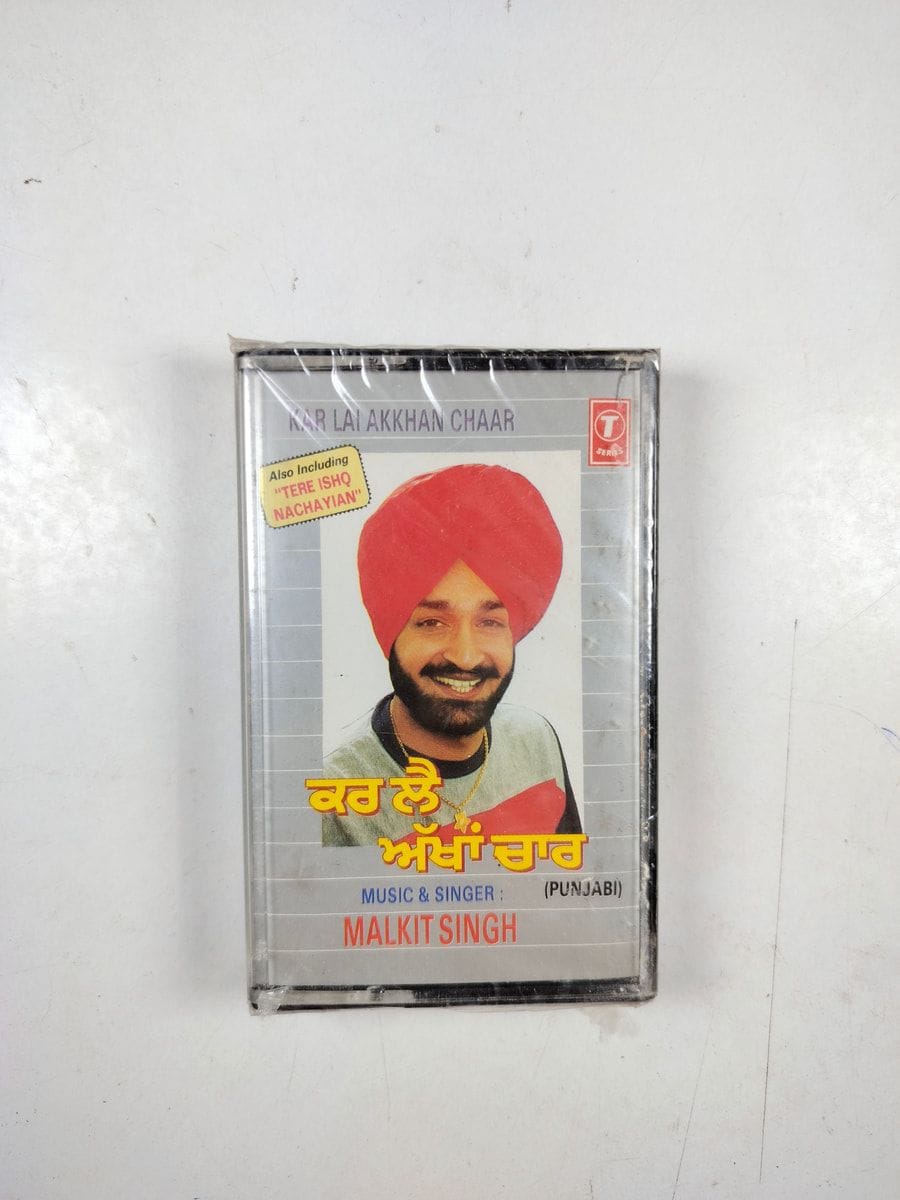 KAR LAI AKKHAN CHAAR
T
SERIES
Also Including
"TERE ISHQ
NACHAYIAN"
ਕਰ ਲੈ
ਅੱਖਾਂ ਚਾਰ
(PUNJABI)
MUSIC & SINGER :
MALKIT SINGH